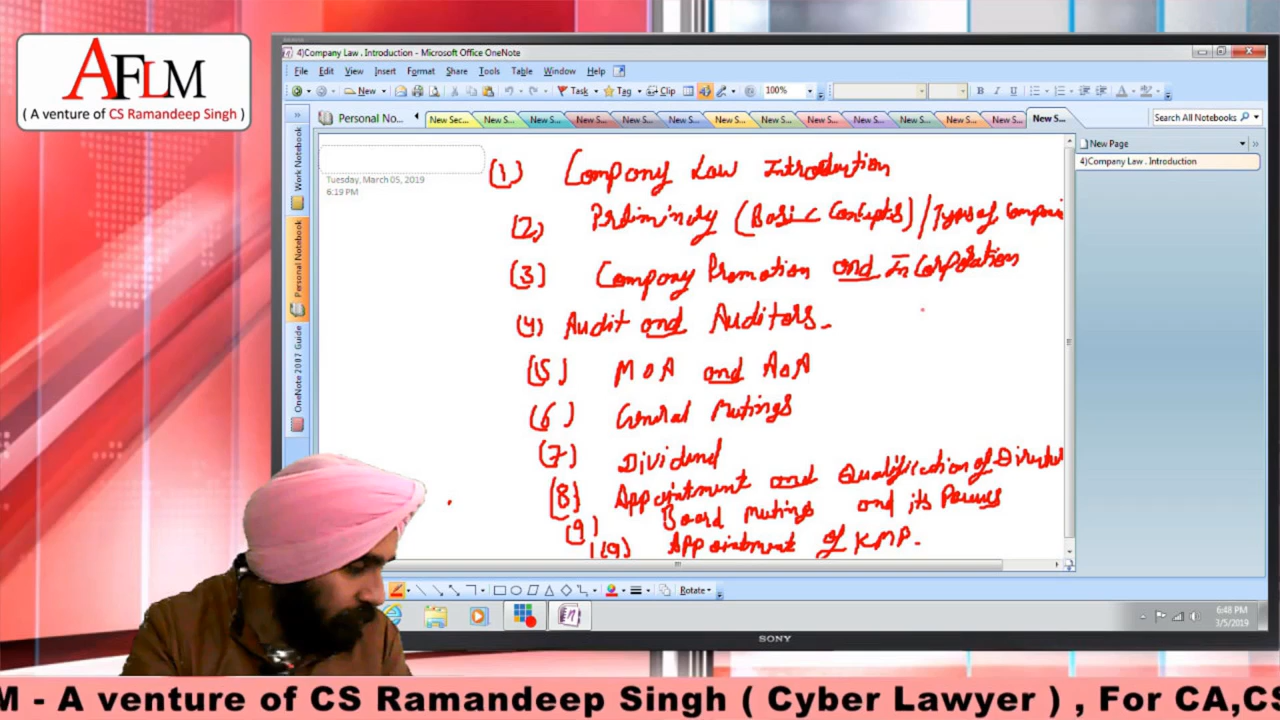 AFLM
( A venture of CS Ramandeep Singh )
4)Company Law . Introduction - Microsoft Office OneNote
File Edit View Insert Format Share Tools Table Window Help
New Task Tag Clip 100% B I U
Personal No... New Sec... New S... New S... New S... New S... New S... New S... New S... New S... New S... New S... New S... New S... New S...
Search All Notebooks
New Page
4)Company Law . Introduction
Work Notebook
Personal Notebook
OneNote 2007 Guide
Tuesday, March 05, 2019
6:19 PM
(1) Company Law Introduction
(2) Preliminary (Basic Concepts) / Types of
(3) Company Promotion and Incorporation
(4) Audit and Auditors.
(5) MOA and AOA
(6) General Meetings
(7) Dividend
(8) Appointment and Qualification of
(9) Board Meetings and its Powers
(9) Appointment of KMP.
Rotate
6:48 PM
3/5/2019
SONY
M - A venture of CS Ramandeep Singh ( Cyber Lawyer ) , For CA,CS